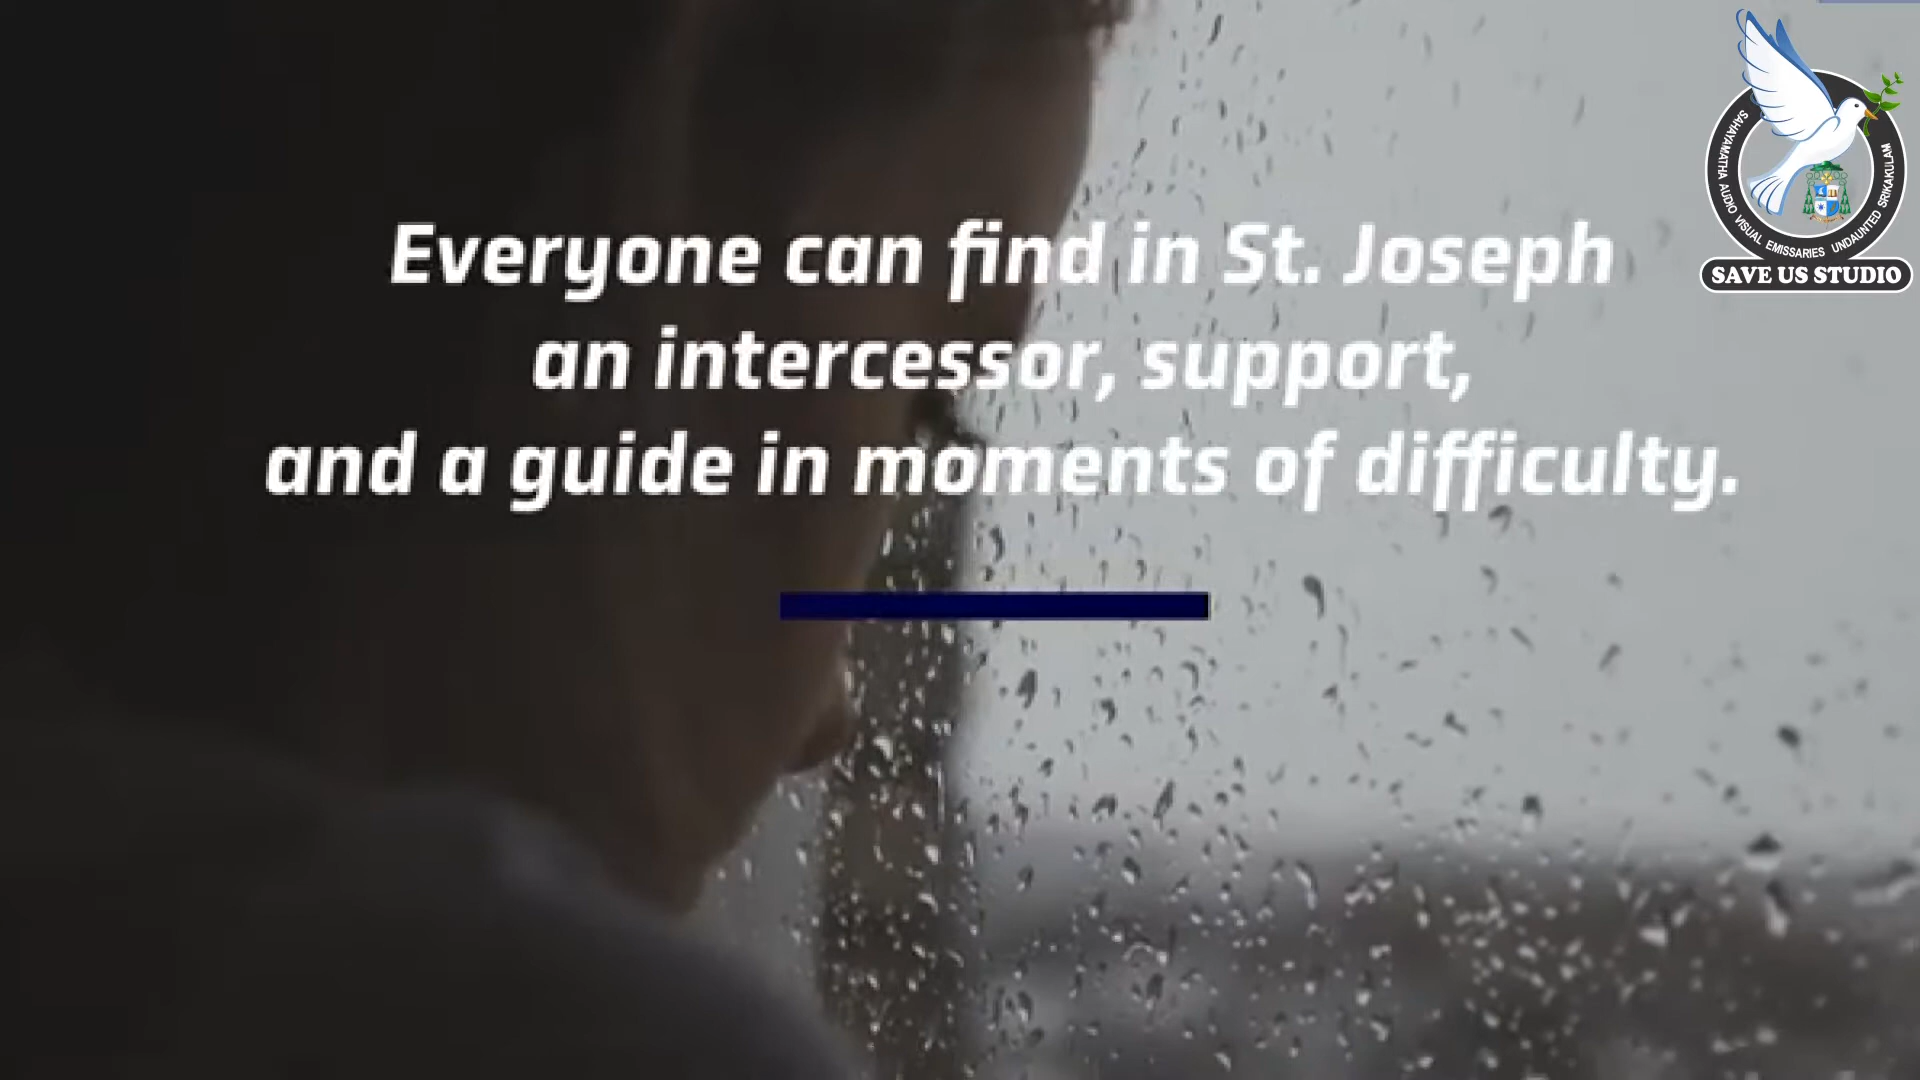 Everyone can find in St. Joseph
an intercessor, support,
and a guide in moments of difficulty.
SAHAYAMATHA AUDIO VISUAL EMISSARIES UNDAUNTED SRIKAKULAM
SAVE US STUDIO